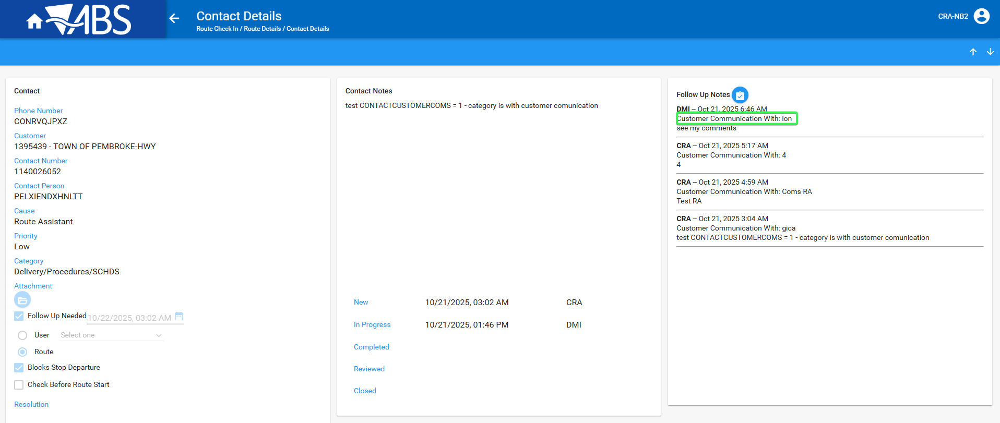 ABS
Contact Details
Route Check In / Route Details / Contact Details
CRA-NB2
Contact
Phone Number
CONRVQJPXZ
Customer
1395439 - TOWN OF PEMBROKE-HWY
Contact Number
1140026052
Contact Person
PELXIENDXHNLTT
Cause
Route Assistant
Priority
Low
Category
Delivery/Procedures/SCHDS
Attachment
Follow Up Needed 10/22/2025, 03:02 AM
User Select one
Route
Blocks Stop Departure
Check Before Route Start
Resolution
Contact Notes
test CONTACTCUSTOMERCOMS = 1 - category is with customer comunication
New 10/21/2025, 03:02 AM CRA
In Progress 10/21/2025, 01:46 PM DMI
Completed
Reviewed
Closed
Follow Up Notes
DMI -- Oct 21, 2025 6:46 AM
Customer Communication With: ion
see my comments
CRA -- Oct 21, 2025 5:17 AM
Customer Communication With: 4
4
CRA -- Oct 21, 2025 4:59 AM
Customer Communication With: Coms RA
Test RA
CRA -- Oct 21, 2025 3:04 AM
Customer Communication With: gica
test CONTACTCUSTOMERCOMS = 1 - category is with customer comunication